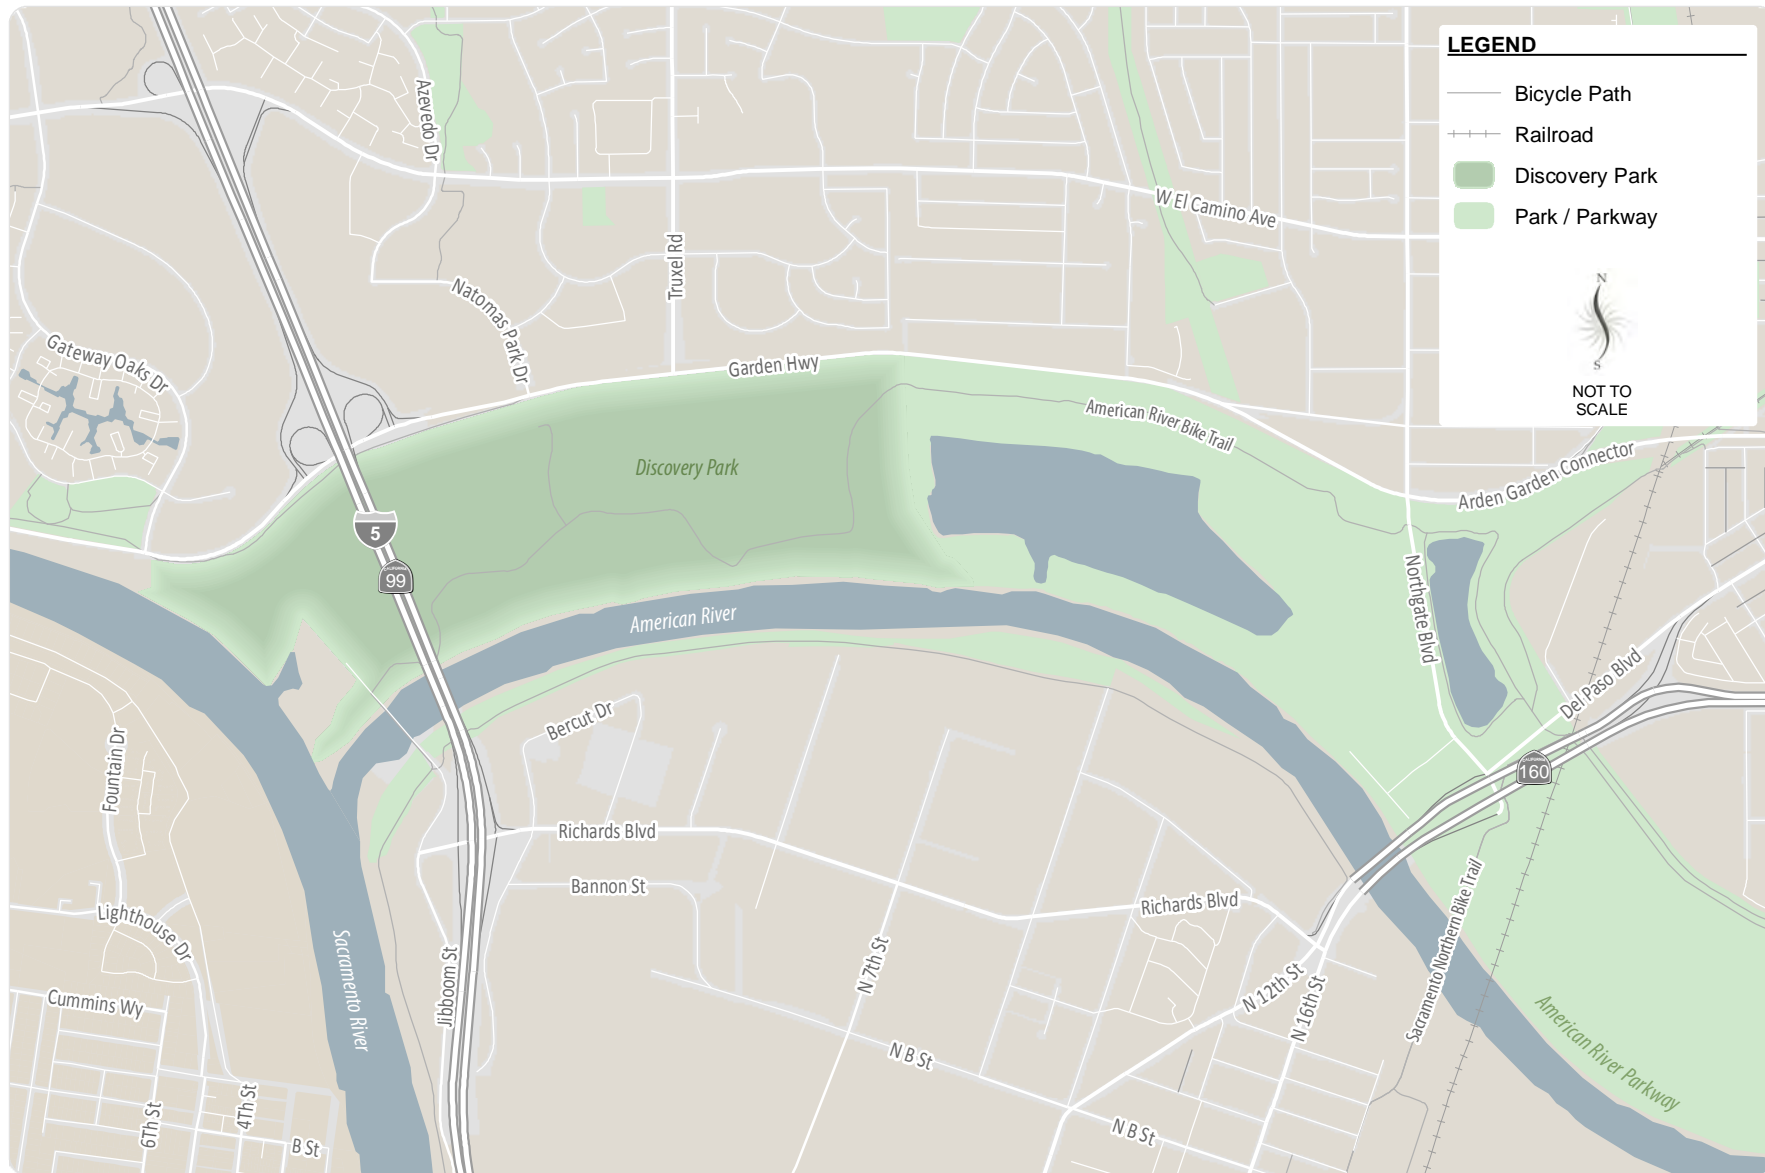 LEGEND
Bicycle Path
Railroad
Discovery Park
Park / Parkway
N
S
NOT TO
SCALE
Azevedo Dr
W El Camino Ave
Truxel Rd
Natomas Park Dr
Gateway Oaks Dr
Garden Hwy
American River Bike Trail
Arden Garden Connector
Discovery Park
5
CALIFORNIA
99
American River
Northgate Blvd
Del Paso Blvd
CALIFORNIA
160
Bercut Dr
Fountain Dr
Richards Blvd
Bannon St
Richards Blvd
Lighthouse Dr
Sacramento River
Jibboom St
N 7th St
N 12th St
N 16th St
Sacramento Northern Bike Trail
Cummins Wy
American River Parkway
N B St
N B St
6Th St
4Th St
B St